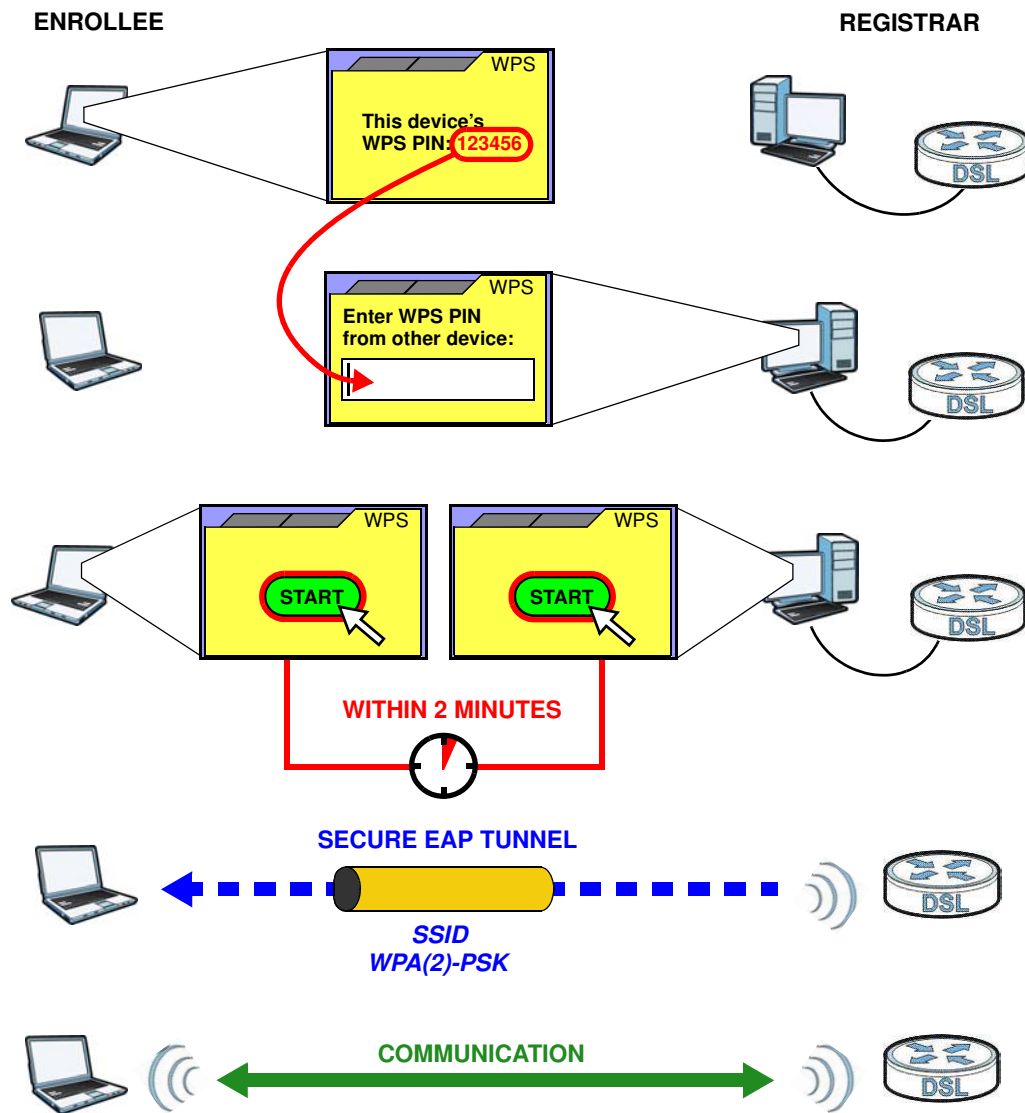 ENROLLEE
REGISTRAR
WPS
This device's
WPS PIN: 123456
DSL
WPS
Enter WPS PIN
from other device:
DSL
WPS
START
WPS
START
DSL
WITHIN 2 MINUTES
SECURE EAP TUNNEL
SSID
WPA(2)-PSK
DSL
COMMUNICATION
DSL